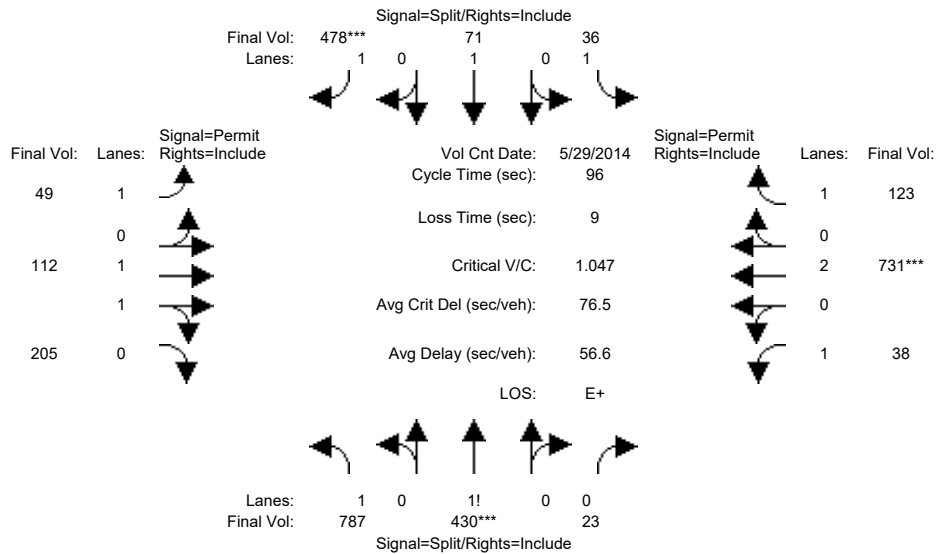 Signal=Split/Rights=Include
Final Vol: 478*** 71 36
Lanes: 1 0 1 0 1
Signal=Permit Signal=Permit
Final Vol: Lanes: Rights=Include Vol Cnt Date: 5/29/2014 Rights=Include Lanes: Final Vol:
Cycle Time (sec): 96
49 1 1 123
Loss Time (sec): 9
0 0
112 1 Critical V/C: 1.047 2 731***
1 Avg Crit Del (sec/veh): 76.5 0
205 0 Avg Delay (sec/veh): 56.6 1 38
LOS: E+
Lanes: 1 0 1! 0 0
Final Vol: 787 430*** 23
Signal=Split/Rights=Include